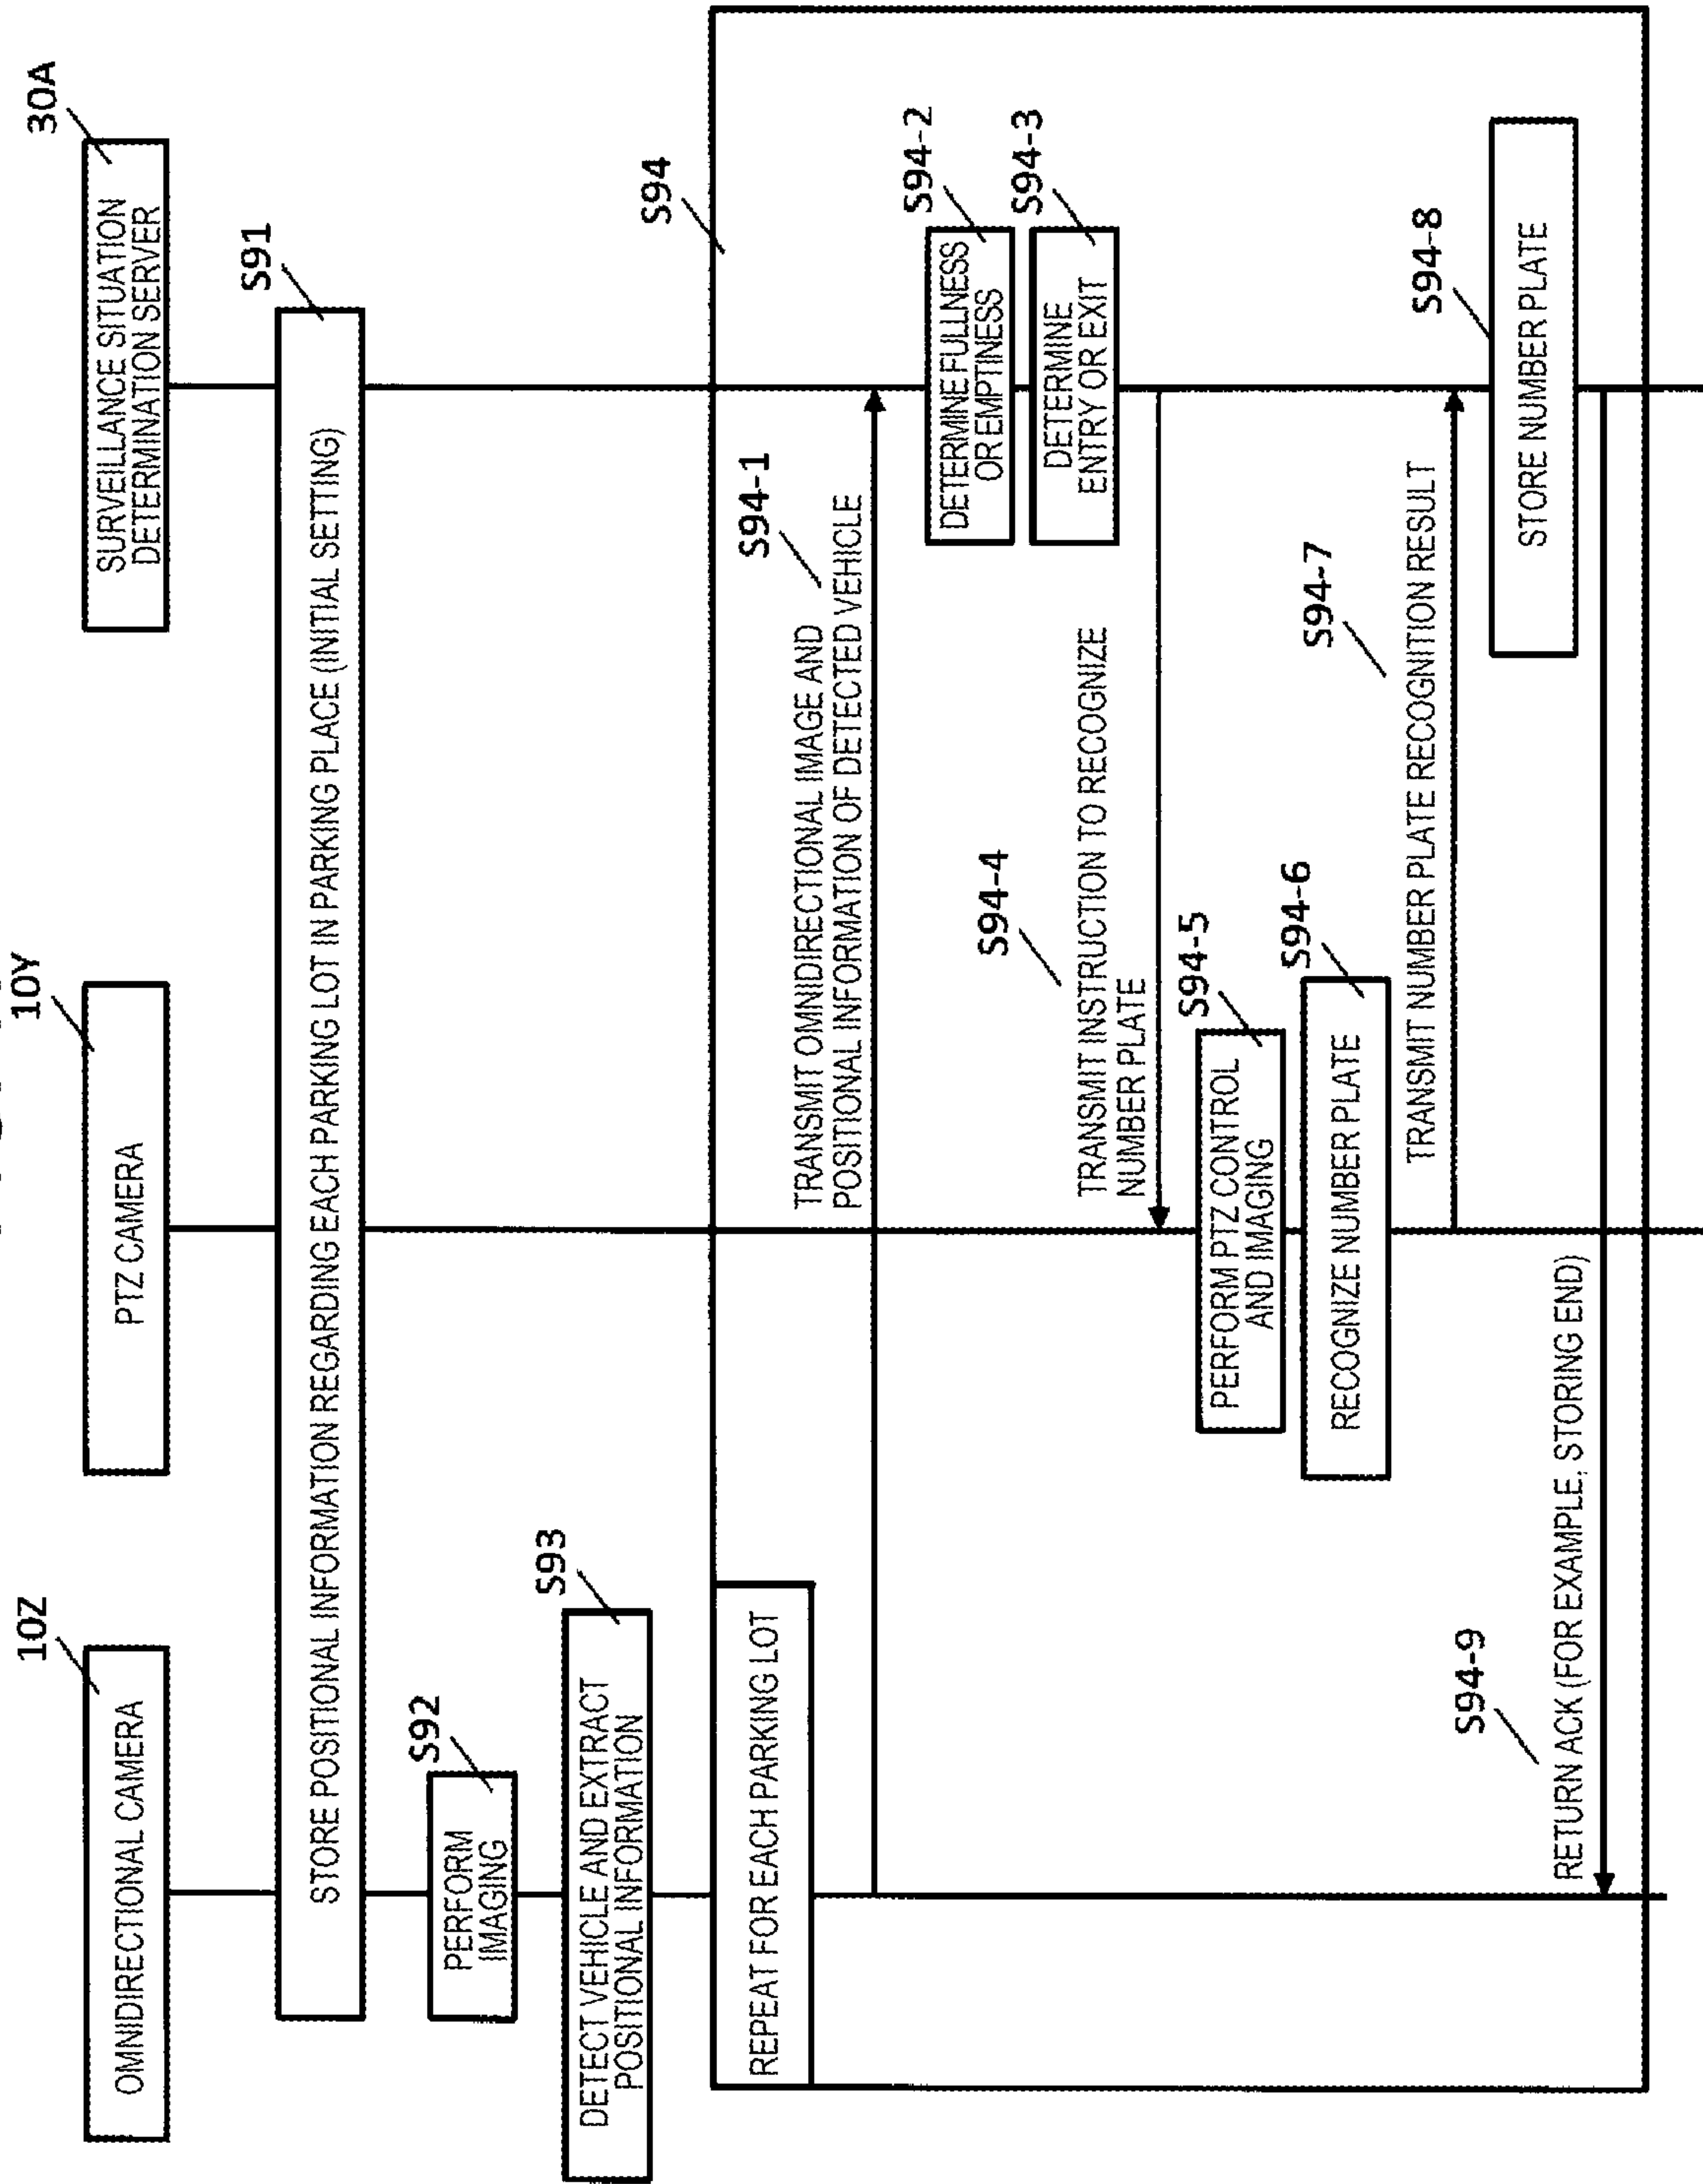 10Z
10Y
30A
OMNIDIRECTIONAL CAMERA
PTZ CAMERA
SURVEILLANCE SITUATION
DETERMINATION SERVER
S91
STORE POSITIONAL INFORMATION REGARDING EACH PARKING LOT IN PARKING PLACE (INITIAL SETTING)
S92
PERFORM
IMAGING
S93
DETECT VEHICLE AND EXTRACT
POSITIONAL INFORMATION
S94
REPEAT FOR EACH PARKING LOT
S94-1
TRANSMIT OMNIDIRECTIONAL IMAGE AND
POSITIONAL INFORMATION OF DETECTED VEHICLE
S94-2
DETERMINE FULLNESS
OR EMPTINESS
S94-3
DETERMINE
ENTRY OR EXIT
S94-4
TRANSMIT INSTRUCTION TO RECOGNIZE
NUMBER PLATE
S94-5
PERFORM PTZ CONTROL
AND IMAGING
S94-6
RECOGNIZE NUMBER PLATE
S94-7
TRANSMIT NUMBER PLATE RECOGNITION RESULT
S94-8
STORE NUMBER PLATE
S94-9
RETURN ACK (FOR EXAMPLE, STORING END)